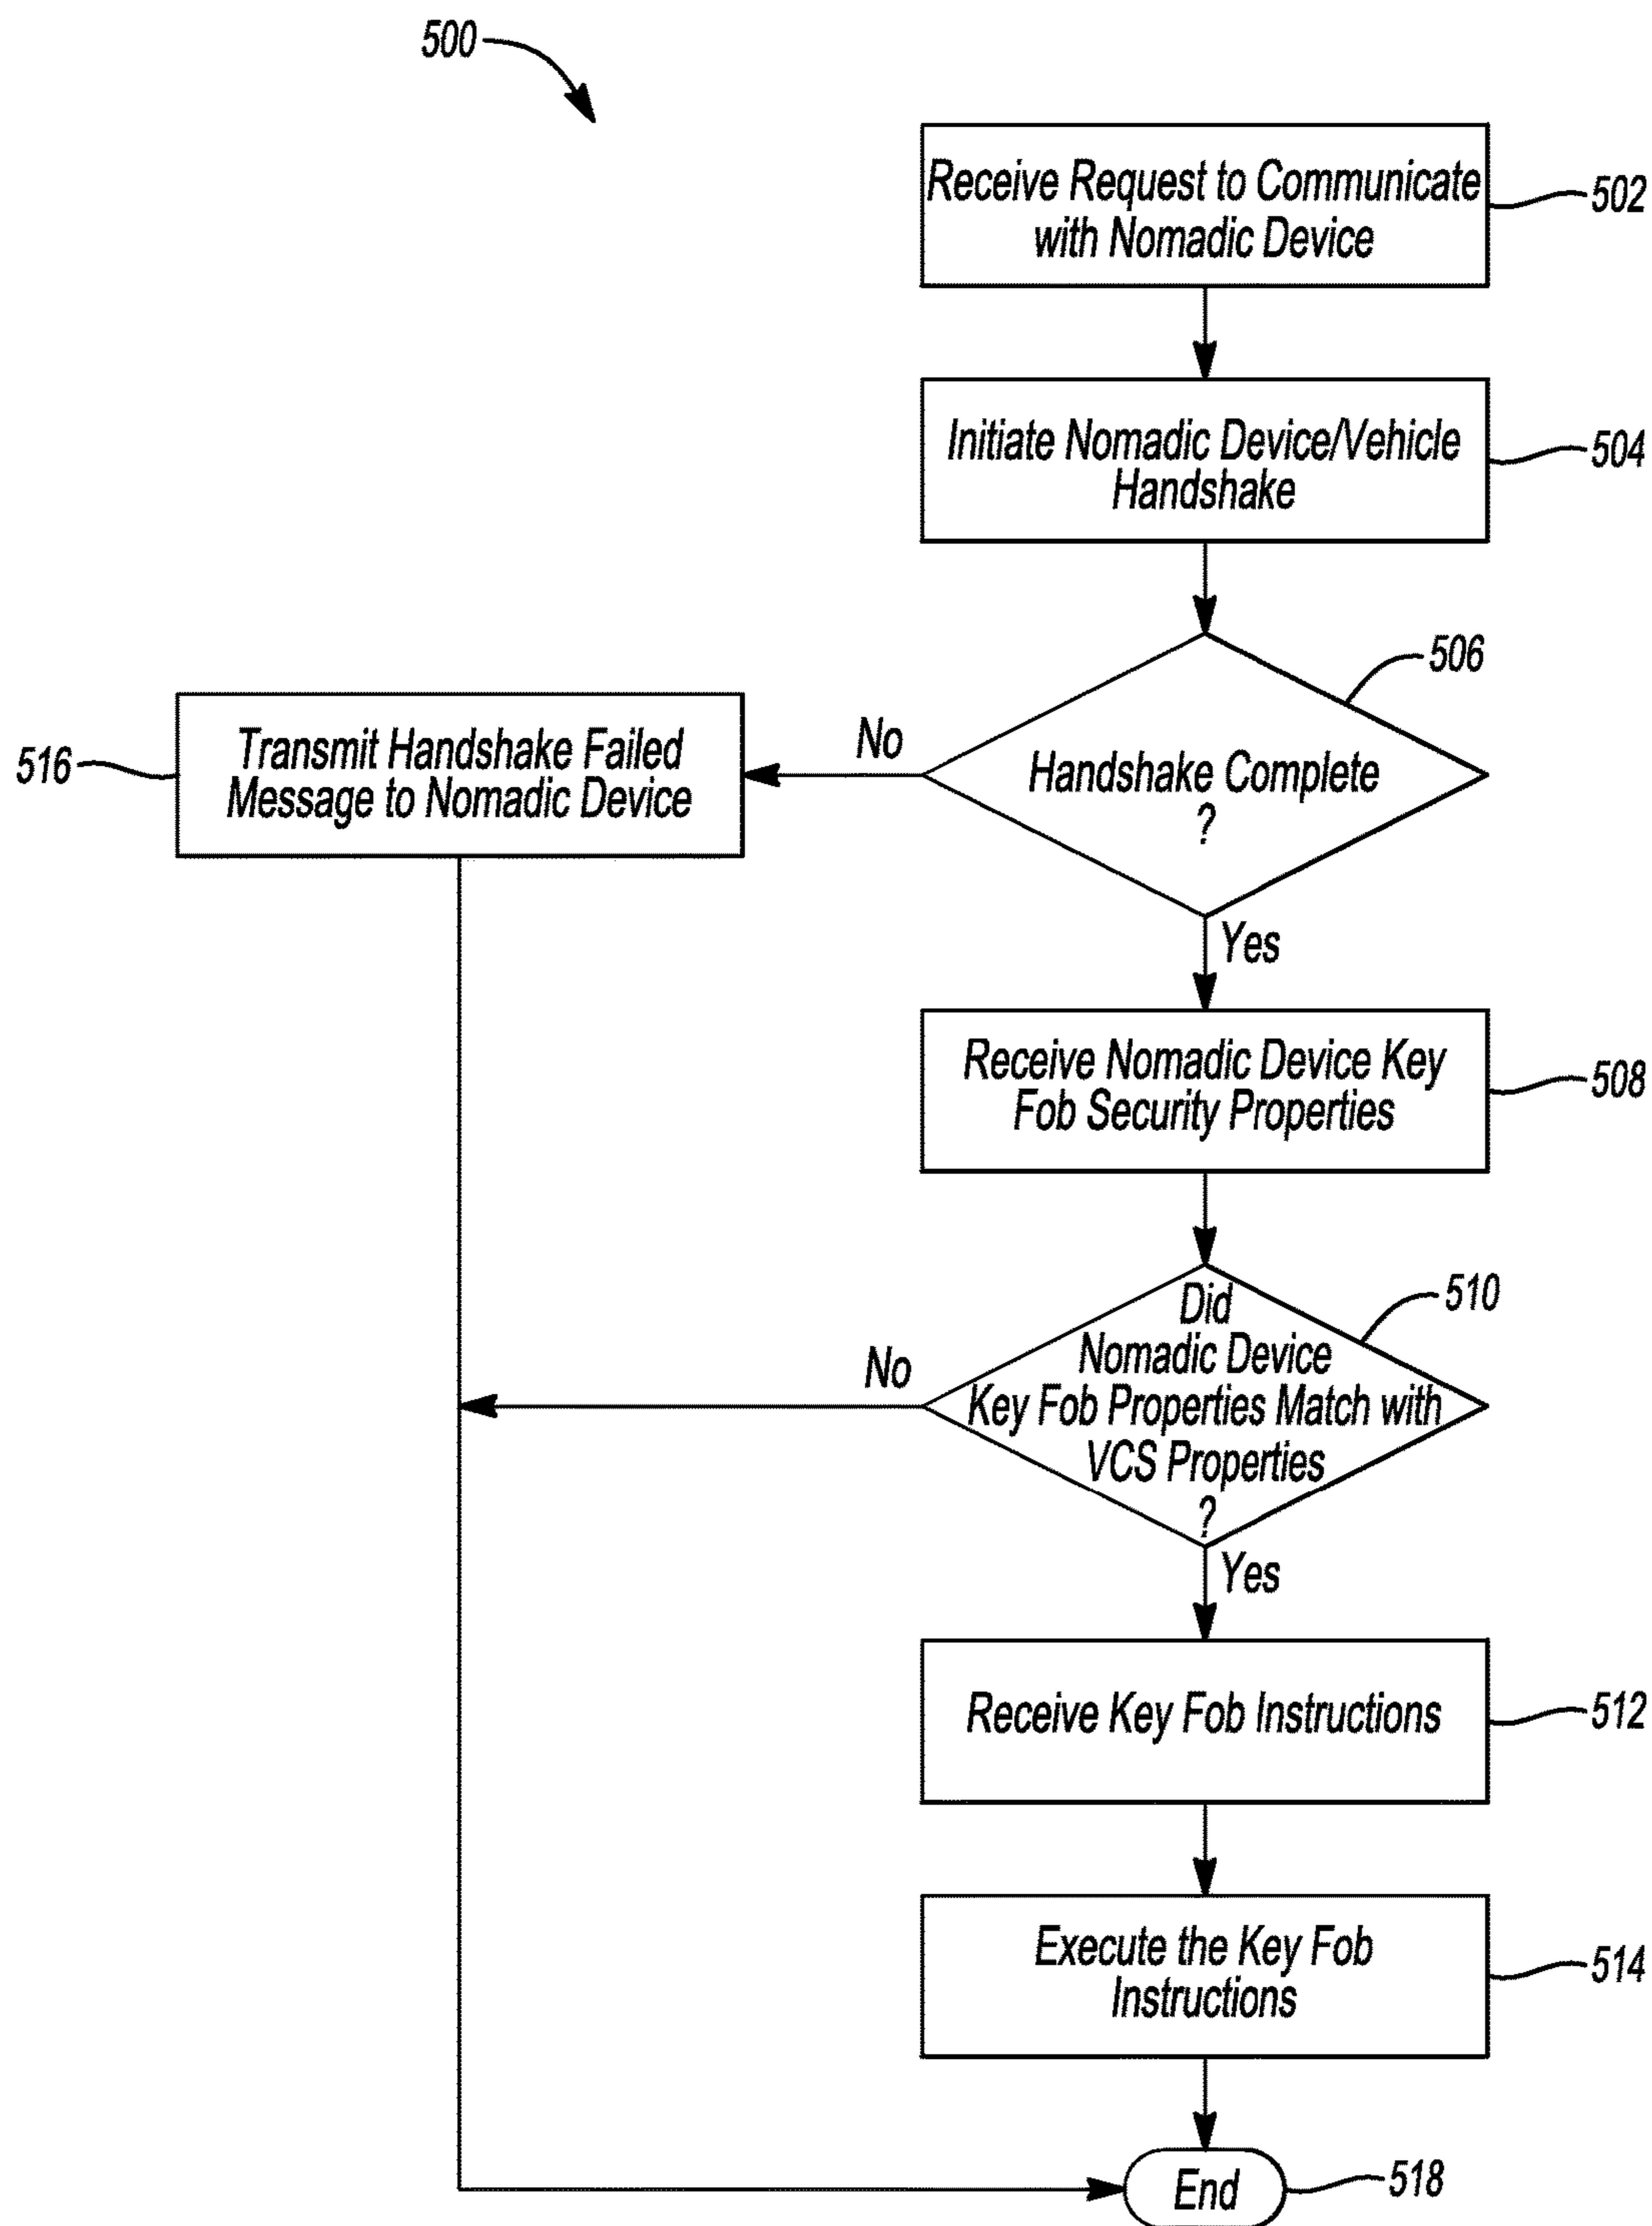 500
Receive Request to Communicate
with Nomadic Device
502
Initiate Nomadic Device/Vehicle
Handshake
504
506
Handshake Complete
?
No
Transmit Handshake Failed
Message to Nomadic Device
516
Yes
Receive Nomadic Device Key
Fob Security Properties
508
510
Did
Nomadic Device
Key Fob Properties Match with
VCS Properties
?
No
Yes
Receive Key Fob Instructions
512
Execute the Key Fob
Instructions
514
End
518